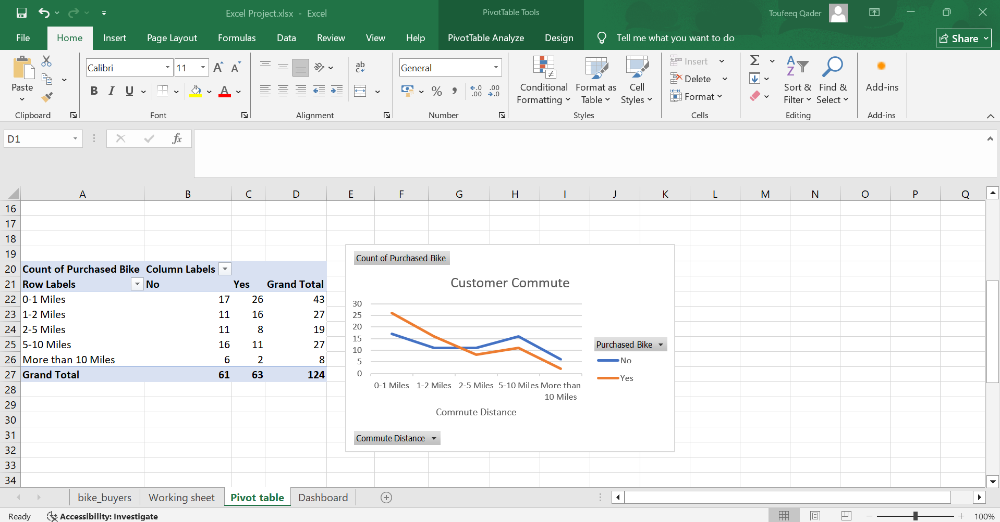 Excel Project.xlsx - Excel
PivotTable Tools
Toufeeq Qader
File Home Insert Page Layout Formulas Data Review View Help PivotTable Analyze Design Tell me what you want to do Share
Paste
Clipboard
Calibri 11
B I U A
Font
ab
Alignment
General
% , .00
Number
Conditional Formatting
Format as Table
Cell Styles
Styles
Insert
Delete
Format
Cells
Σ
Sort & Filter
Find & Select
Editing
Add-ins
Add-ins
D1 fx
A B C D E F G H I J K L M N O P Q
16
17
18
19
20 Count of Purchased Bike Column Labels
21 Row Labels No Yes Grand Total
22 0-1 Miles 17 26 43
23 1-2 Miles 11 16 27
24 2-5 Miles 11 8 19
25 5-10 Miles 16 11 27
26 More than 10 Miles 6 2 8
27 Grand Total 61 63 124
28
29
30
31
32
33
34
Count of Purchased Bike
Customer Commute
30
25
20
15
10
5
0
0-1 Miles 1-2 Miles 2-5 Miles 5-10 Miles More than
10 Miles
Commute Distance
Purchased Bike
No
Yes
Commute Distance
bike_buyers Working sheet Pivot table Dashboard
Ready Accessibility: Investigate 100%